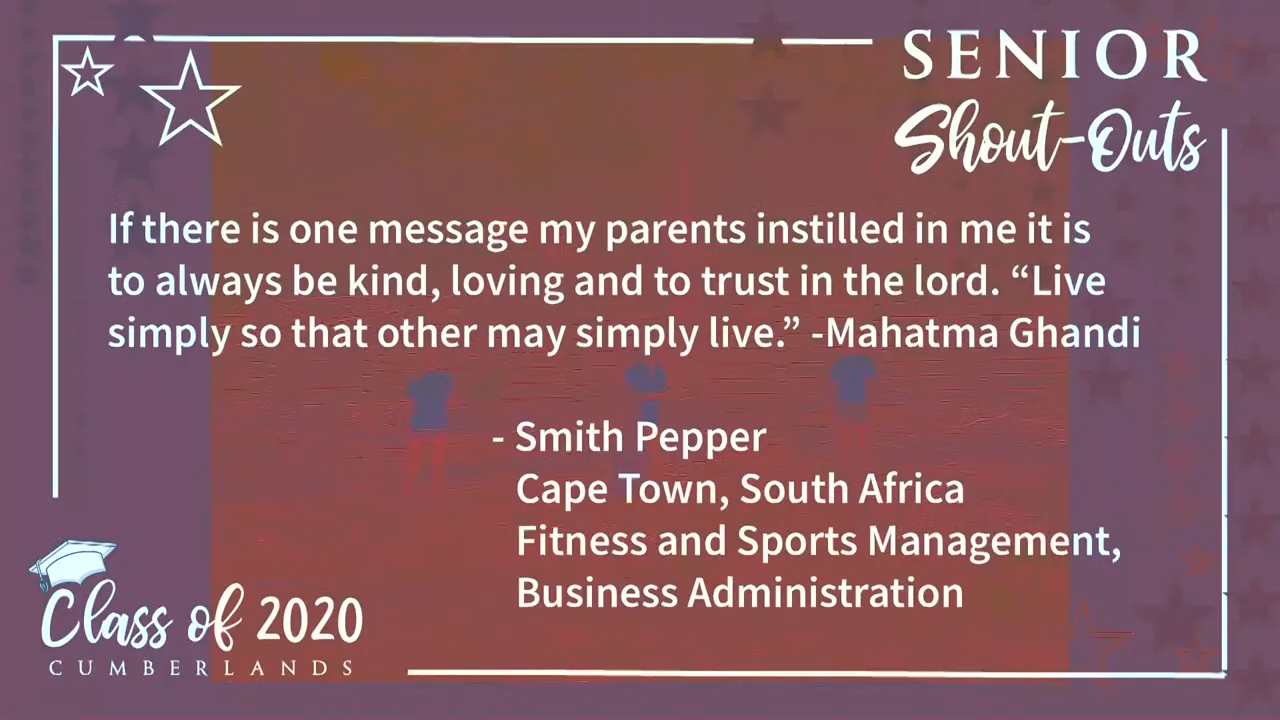 SENIOR
Shout-Outs
If there is one message my parents instilled in me it is
to always be kind, loving and to trust in the lord. “Live
simply so that other may simply live.” -Mahatma Ghandi
- Smith Pepper
Cape Town, South Africa
Fitness and Sports Management,
Business Administration
Class of 2020
CUMBERLANDS